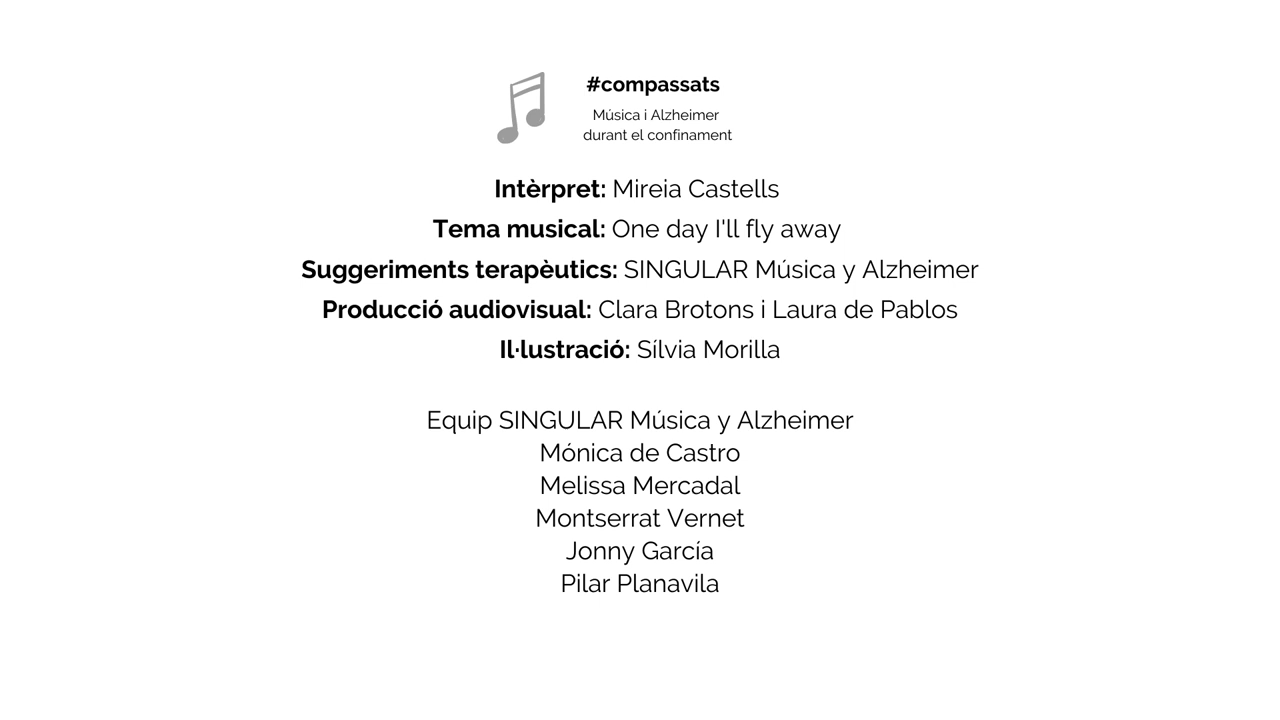 #compassats
Música i Alzheimer
durant el confinament
Intèrpret: Mireia Castells
Tema musical: One day I'll fly away
Suggeriments terapèutics: SINGULAR Música y Alzheimer
Producció audiovisual: Clara Brotons i Laura de Pablos
Il·lustració: Sílvia Morilla
Equip SINGULAR Música y Alzheimer
Mónica de Castro
Melissa Mercadal
Montserrat Vernet
Jonny García
Pilar Planavila